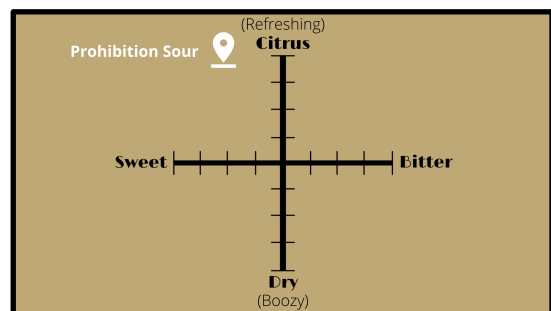 (Refreshing)
Citrus
Prohibition Sour
Sweet
Bitter
Dry
(Boozy)